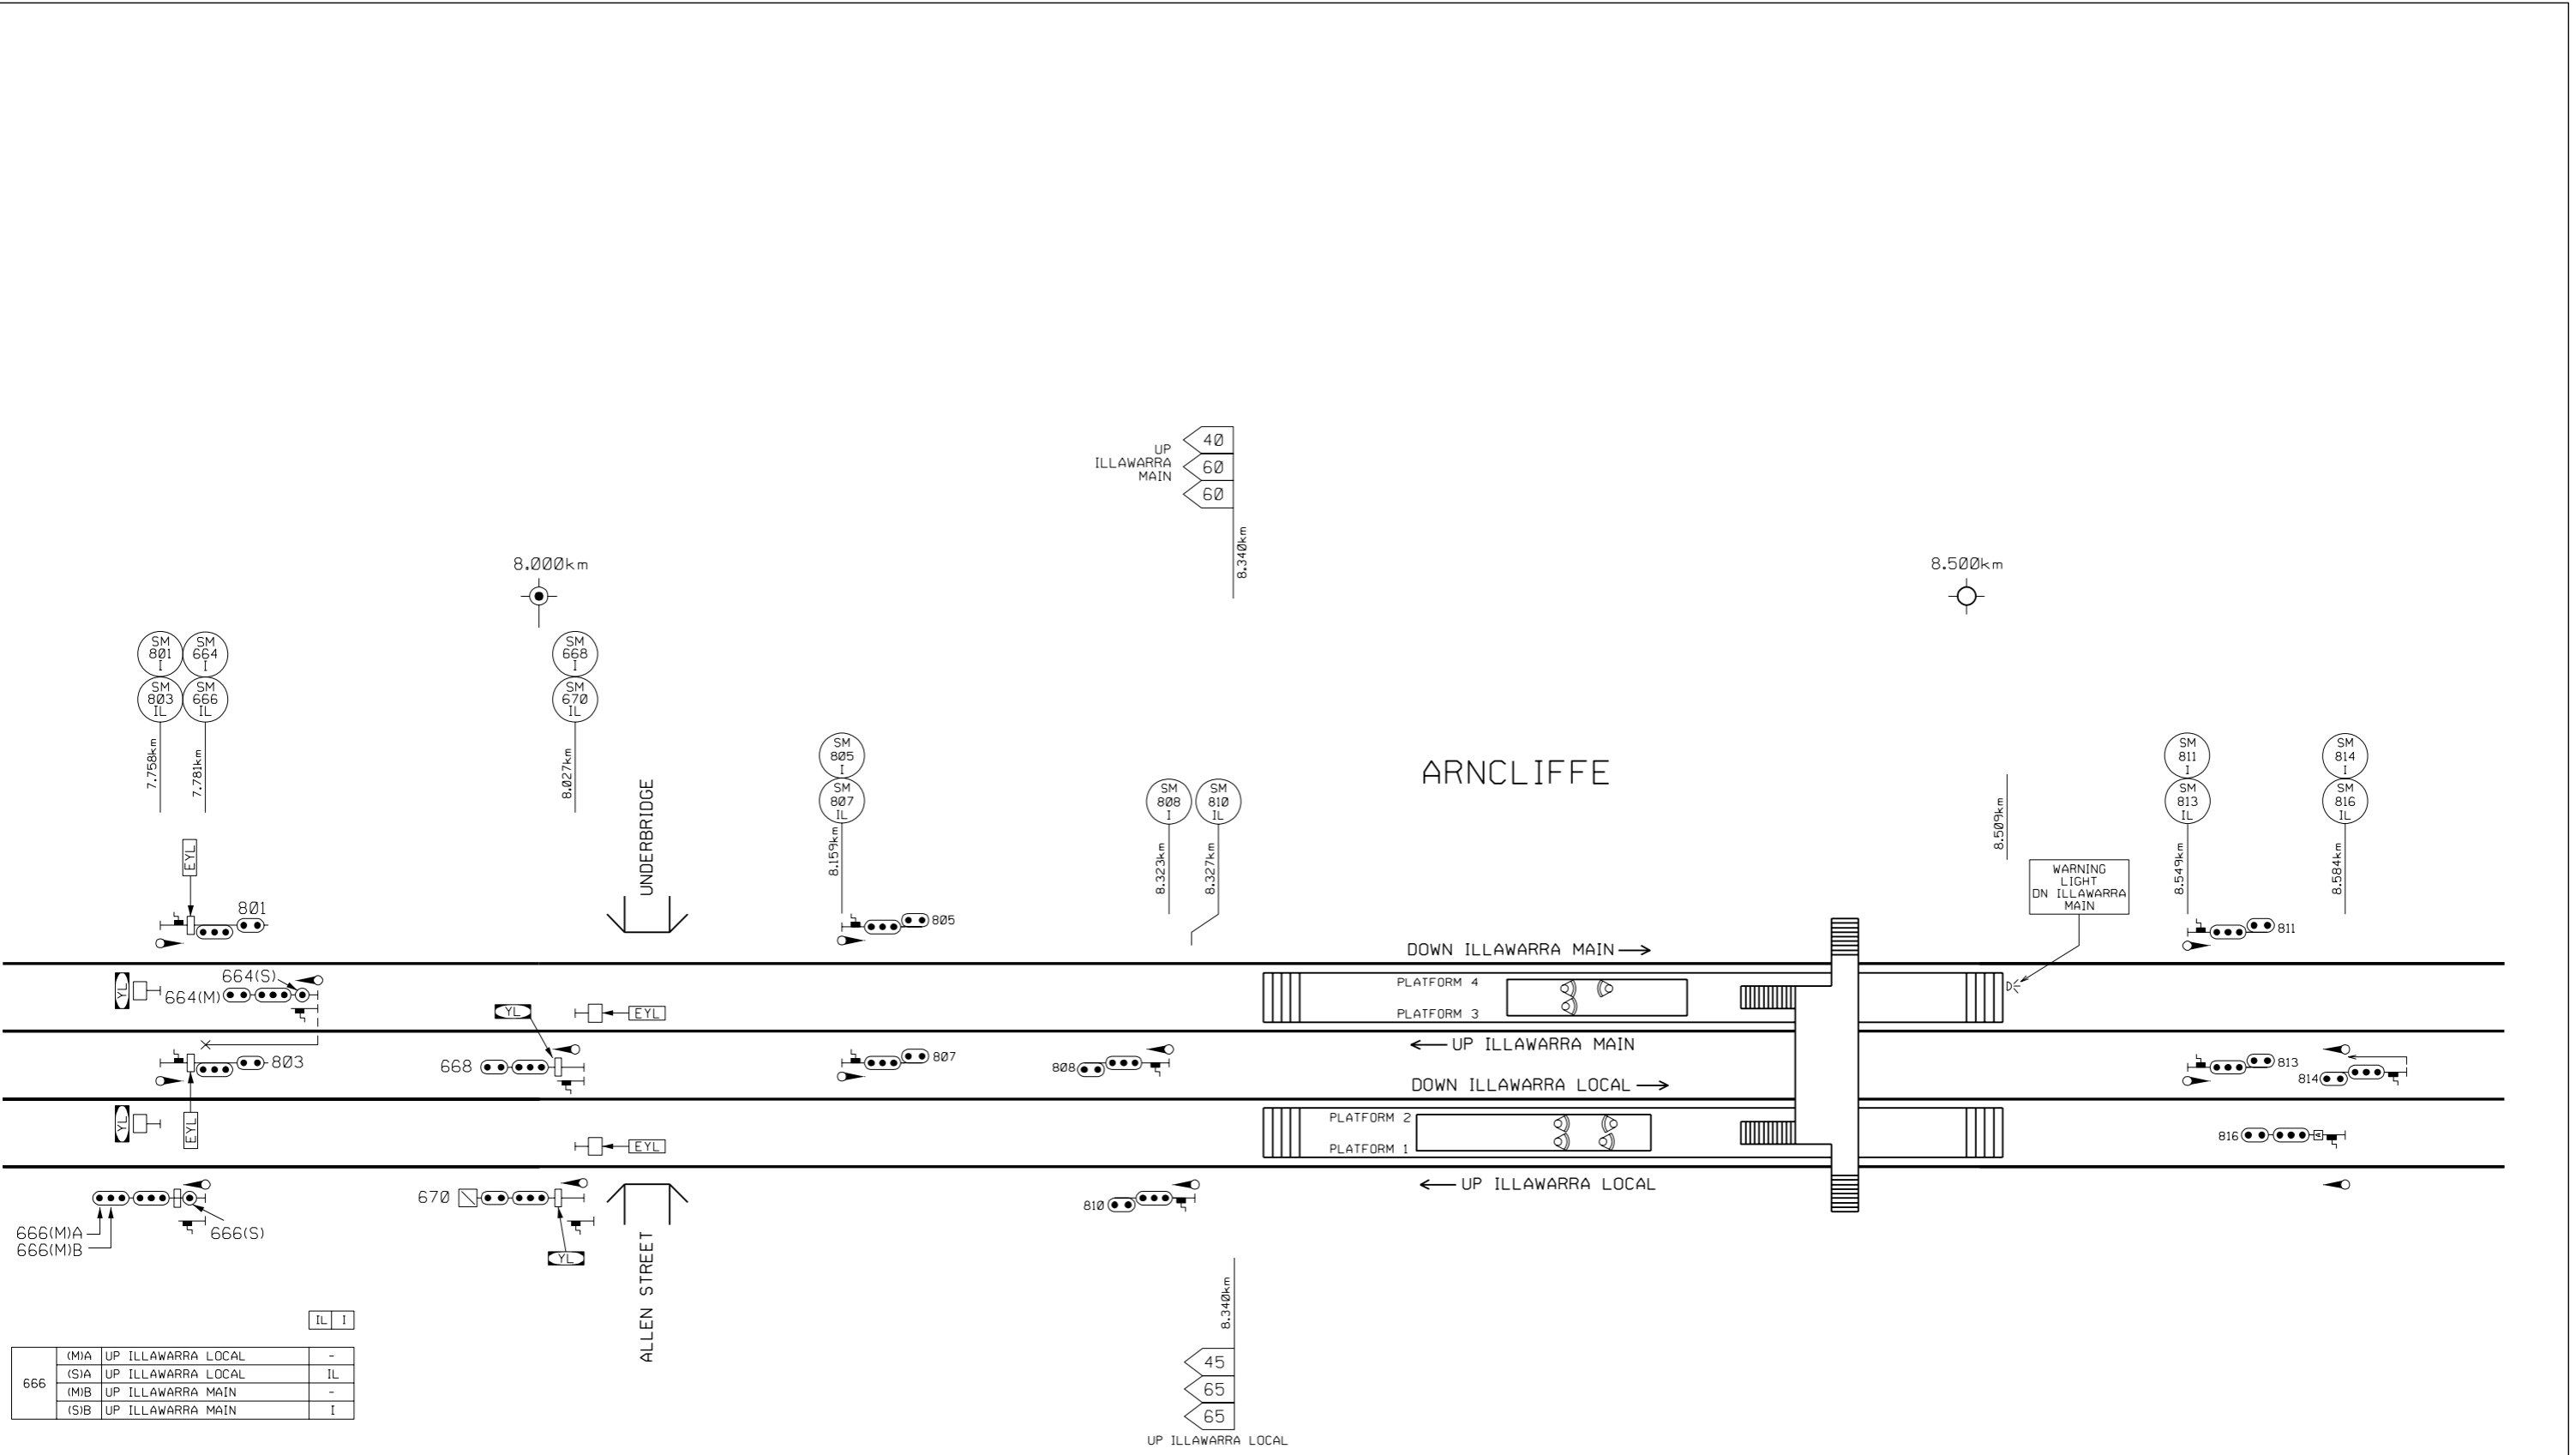 40
UP
ILLAWARRA
MAIN
60
60
8.340km
8.000km
8.500km
SM
801
I
SM
664
I
SM
803
IL
SM
666
IL
7.758km
7.781km
SM
668
I
SM
670
IL
8.027km
SM
805
I
SM
807
IL
8.159km
SM
808
I
SM
810
IL
8.323km
8.327km
ARNCLIFFE
8.509km
SM
811
I
SM
813
IL
8.549km
SM
814
I
SM
816
IL
8.584km
UNDERBRIDGE
EYL
WARNING
LIGHT
DN ILLAWARRA
MAIN
801
805
811
DOWN ILLAWARRA MAIN
YL
664(S)
664(M)
YL
EYL
PLATFORM 4
PLATFORM 3
UP ILLAWARRA MAIN
803
668
807
808
813
814
DOWN ILLAWARRA LOCAL
YL
EYL
EYL
PLATFORM 2
PLATFORM 1
816
UP ILLAWARRA LOCAL
670
810
666(M)A
666(M)B
666(S)
YL
ALLEN STREET
8.340km
IL I
666
(M)A UP ILLAWARRA LOCAL -
(S)A UP ILLAWARRA LOCAL IL
(M)B UP ILLAWARRA MAIN -
(S)B UP ILLAWARRA MAIN I
45
65
65
UP ILLAWARRA LOCAL